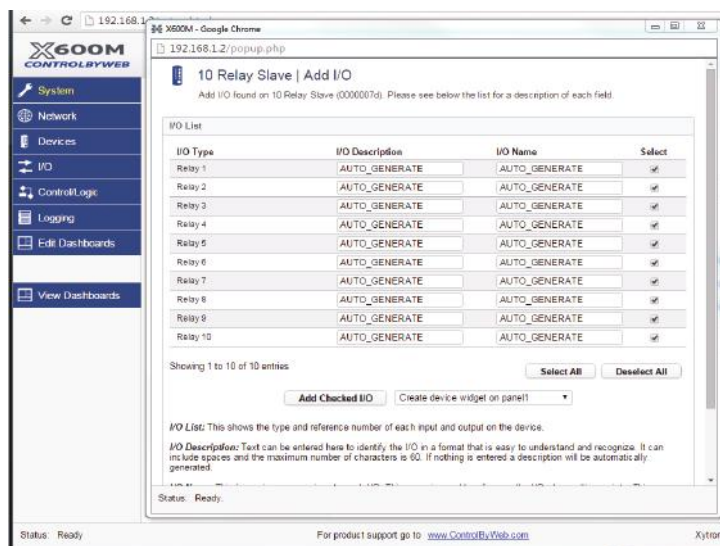 192.168.1
X600M - Google Chrome
192.168.1.2/popup.php
X600M
CONTROLBYWEB
System
Network
Devices
I/O
Control/Logic
Logging
Edit Dashboards
View Dashboards
10 Relay Slave | Add I/O
Add I/O found on 10 Relay Slave (0000007d). Please see below the list for a description of each field.
I/O List
I/O Type I/O Description I/O Name Select
Relay 1 AUTO_GENERATE AUTO_GENERATE
Relay 2 AUTO_GENERATE AUTO_GENERATE
Relay 3 AUTO_GENERATE AUTO_GENERATE
Relay 4 AUTO_GENERATE AUTO_GENERATE
Relay 5 AUTO_GENERATE AUTO_GENERATE
Relay 6 AUTO_GENERATE AUTO_GENERATE
Relay 7 AUTO_GENERATE AUTO_GENERATE
Relay 8 AUTO_GENERATE AUTO_GENERATE
Relay 9 AUTO_GENERATE AUTO_GENERATE
Relay 10 AUTO_GENERATE AUTO_GENERATE
Showing 1 to 10 of 10 entries
Select All Deselect All
Add Checked I/O Create device widget on panel1
I/O List: This shows the type and reference number of each input and output on the device.
I/O Description: Text can be entered here to identify the I/O in a format that is easy to understand and recognize. It can
include spaces and the maximum number of characters is 60. If nothing is entered a description will be automatically
generated.
Status: Ready.
Status: Ready
For product support go to www.ControlByWeb.com
Xytron